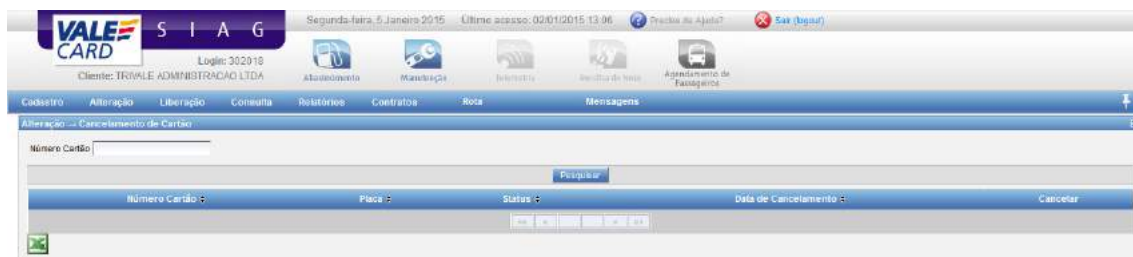 VALE CARD
S I A G
Login: 302018
Cliente: TRIVALE ADMINISTRACAO LTDA
Segunda-feira, 5 Janeiro 2015 Último acesso: 02/01/2015 13:06 Precisa de Ajuda? Sair (logout)
Abastecimento Manutenção Telemetria Agendamento de Passageiros
Cadastro Alteração Liberação Consulta Relatórios Contratos Rota Mensagens
Alteração → Cancelamento de Cartão
Número Cartão
Pesquisar
Número Cartão Placa Status Data de Cancelamento Cancelar